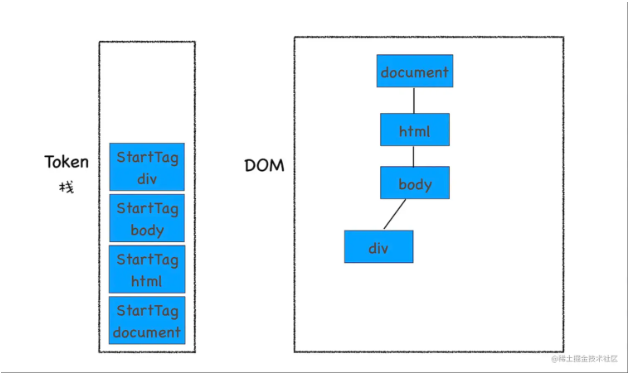 Token
栈
StartTag
div
StartTag
body
StartTag
html
StartTag
document
DOM
document
html
body
div
@稀土掘金技术社区